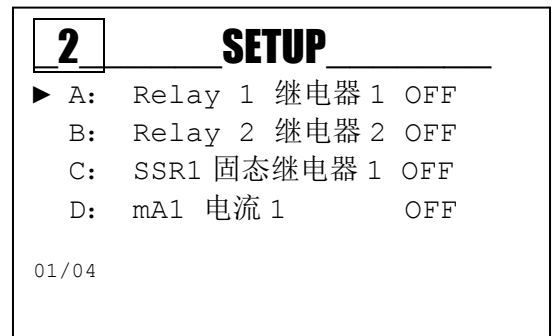 2 SETUP
▶ A: Relay 1 继电器 1 OFF
B: Relay 2 继电器 2 OFF
C: SSR1 固态继电器 1 OFF
D: mA1 电流 1 OFF
01/04